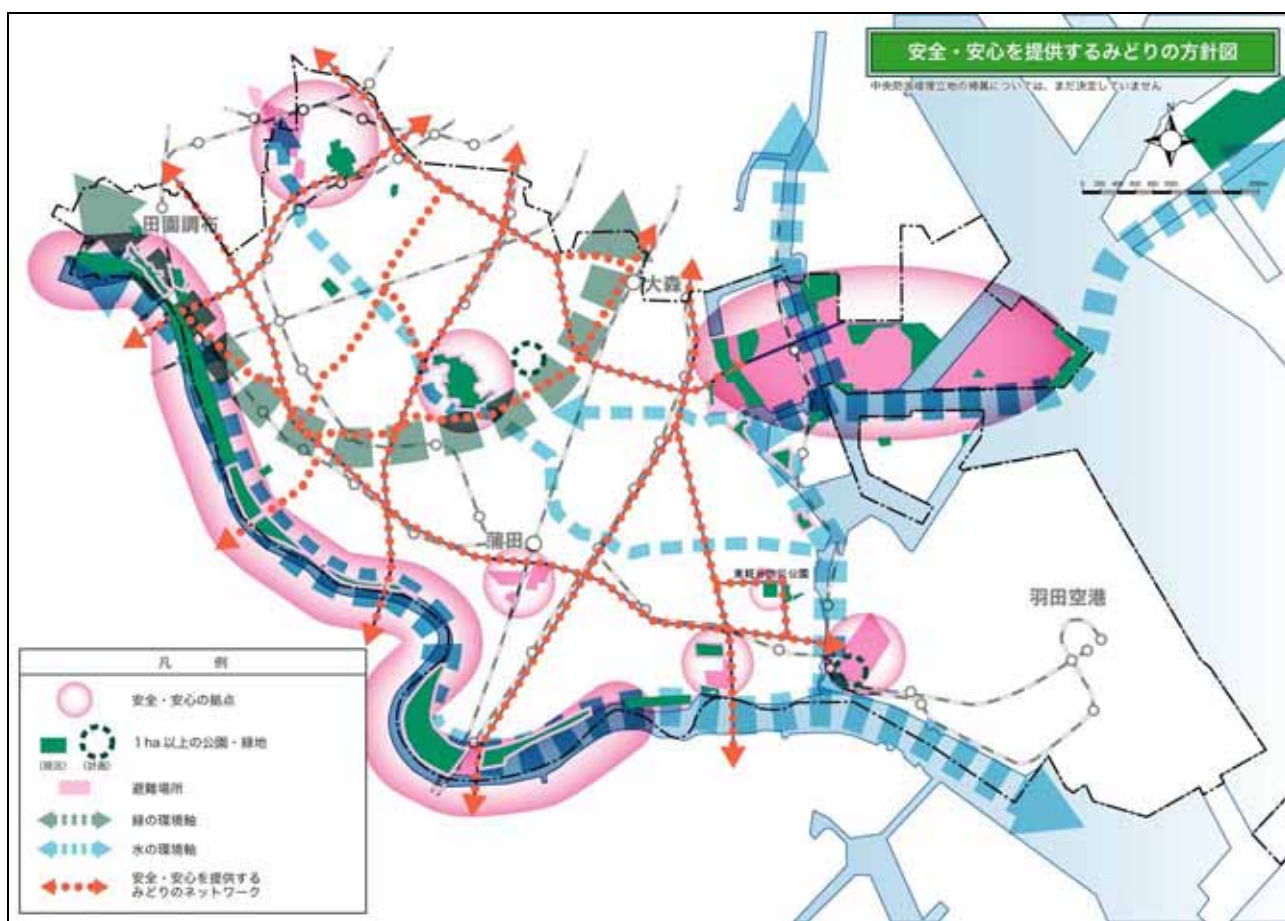 安全・安心を提供するみどりの方針図
中央防波堤埋立地の帰属については、まだ決定していません
N
田園調布
大森
蒲田
羽田空港
凡 例
安全・安心の拠点
1ha以上の公園・緑地
(現況) (計画)
避難場所
緑の環境軸
水の環境軸
安全・安心を提供する
みどりのネットワーク